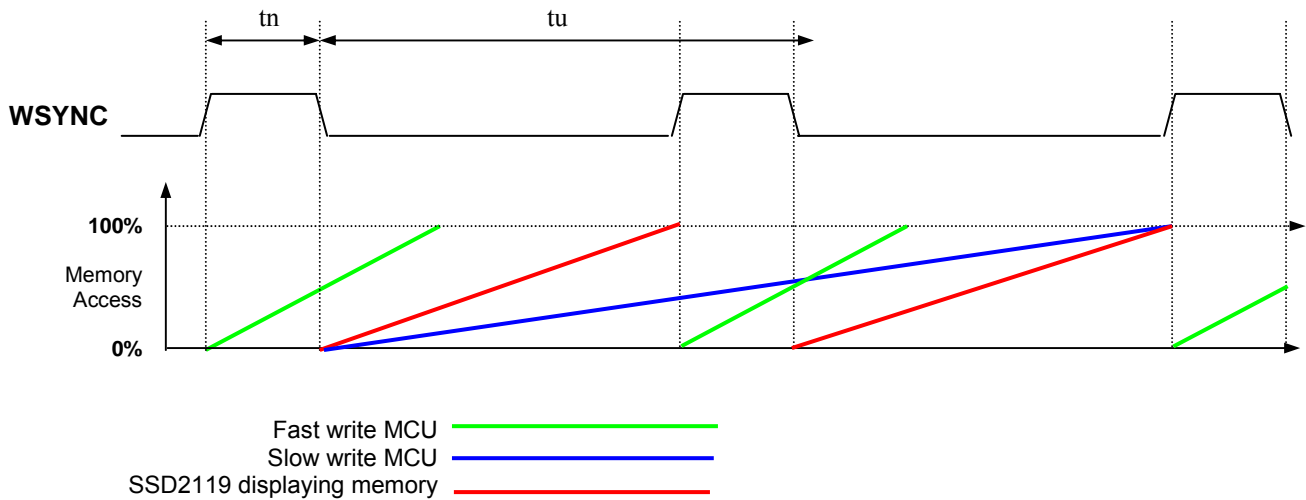 tn
tu
WSYNC
100%
Memory
Access
0%
Fast write MCU
Slow write MCU
SSD2119 displaying memory